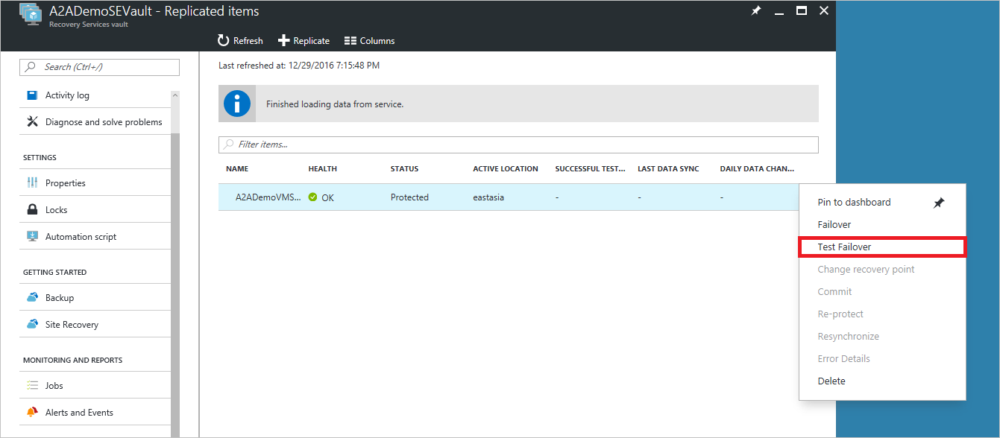 A2ADemoSEVault - Replicated items
Recovery Services vault
Refresh
Replicate
Columns
Search (Ctrl+/)
Activity log
Diagnose and solve problems
SETTINGS
Properties
Locks
Automation script
GETTING STARTED
Backup
Site Recovery
MONITORING AND REPORTS
Jobs
Alerts and Events
Last refreshed at: 12/29/2016 7:15:48 PM
Finished loading data from service.
Filter items...
NAME HEALTH STATUS ACTIVE LOCATION SUCCESSFUL TEST... LAST DATA SYNC DAILY DATA CHAN...
A2ADemoVMS... OK Protected eastasia - - -
Pin to dashboard
Failover
Test Failover
Change recovery point
Commit
Re-protect
Resynchronize
Error Details
Delete